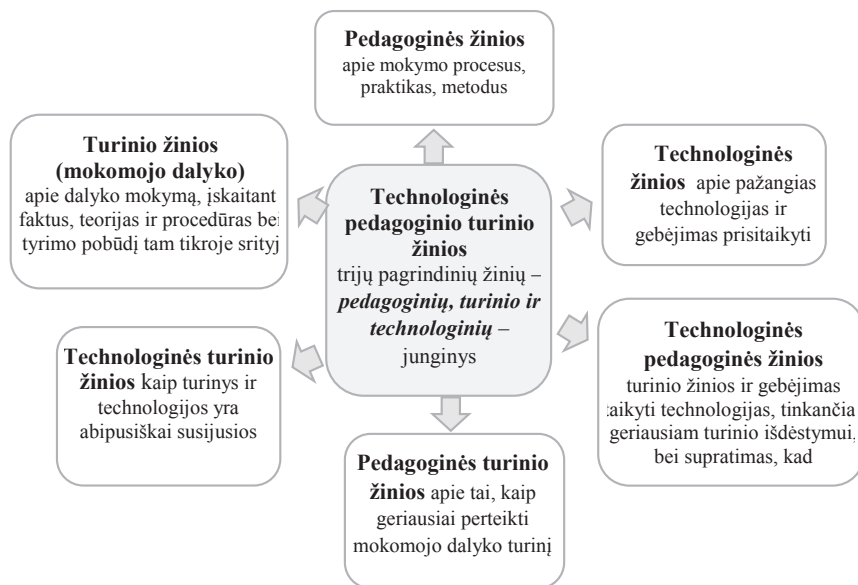 Pedagoginės žinios
apie mokymo procesus,
praktikas, metodus
Turinio žinios
(mokomojo dalyko)
apie dalyko mokymą, įskaitant
faktus, teorijas ir procedūras bei
tyrimo pobūdį tam tikroje srityj
Technologinės
žinios apie pažangias
technologijas ir
gebėjimas prisitaikyti
Technologinės
pedagoginio turinio
žinios
trijų pagrindinių žinių –
pedagoginių, turinio ir
technologinių –
junginys
Technologinės turinio
žinios kaip turinys ir
technologijos yra
abipusiškai susijusios
Technologinės
pedagoginės žinios
turinio žinios ir gebėjimas
taikyti technologijas, tinkančia
geriausiam turinio išdėstymui,
bei supratimas, kad
Pedagoginės turinio
žinios apie tai, kaip
geriausiai perteikti
mokomojo dalyko turinį